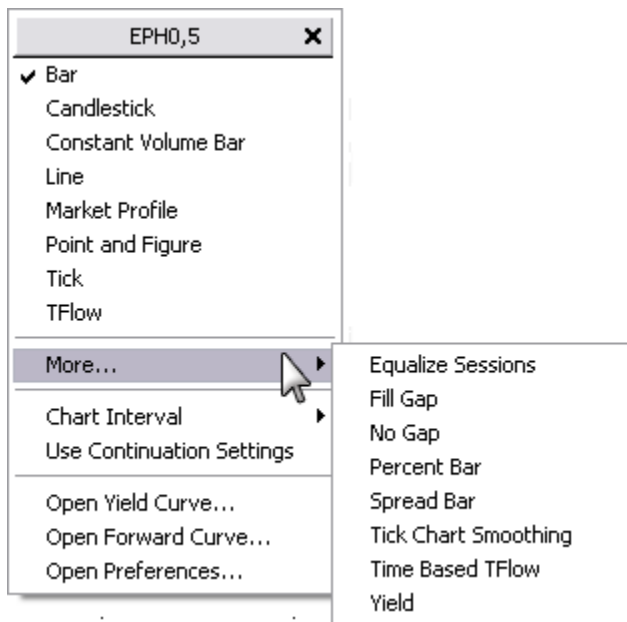 EPH0,5
Bar
Candlestick
Constant Volume Bar
Line
Market Profile
Point and Figure
Tick
TFlow
More...
Chart Interval
Use Continuation Settings
Open Yield Curve...
Open Forward Curve...
Open Preferences...
Equalize Sessions
Fill Gap
No Gap
Percent Bar
Spread Bar
Tick Chart Smoothing
Time Based TFlow
Yield